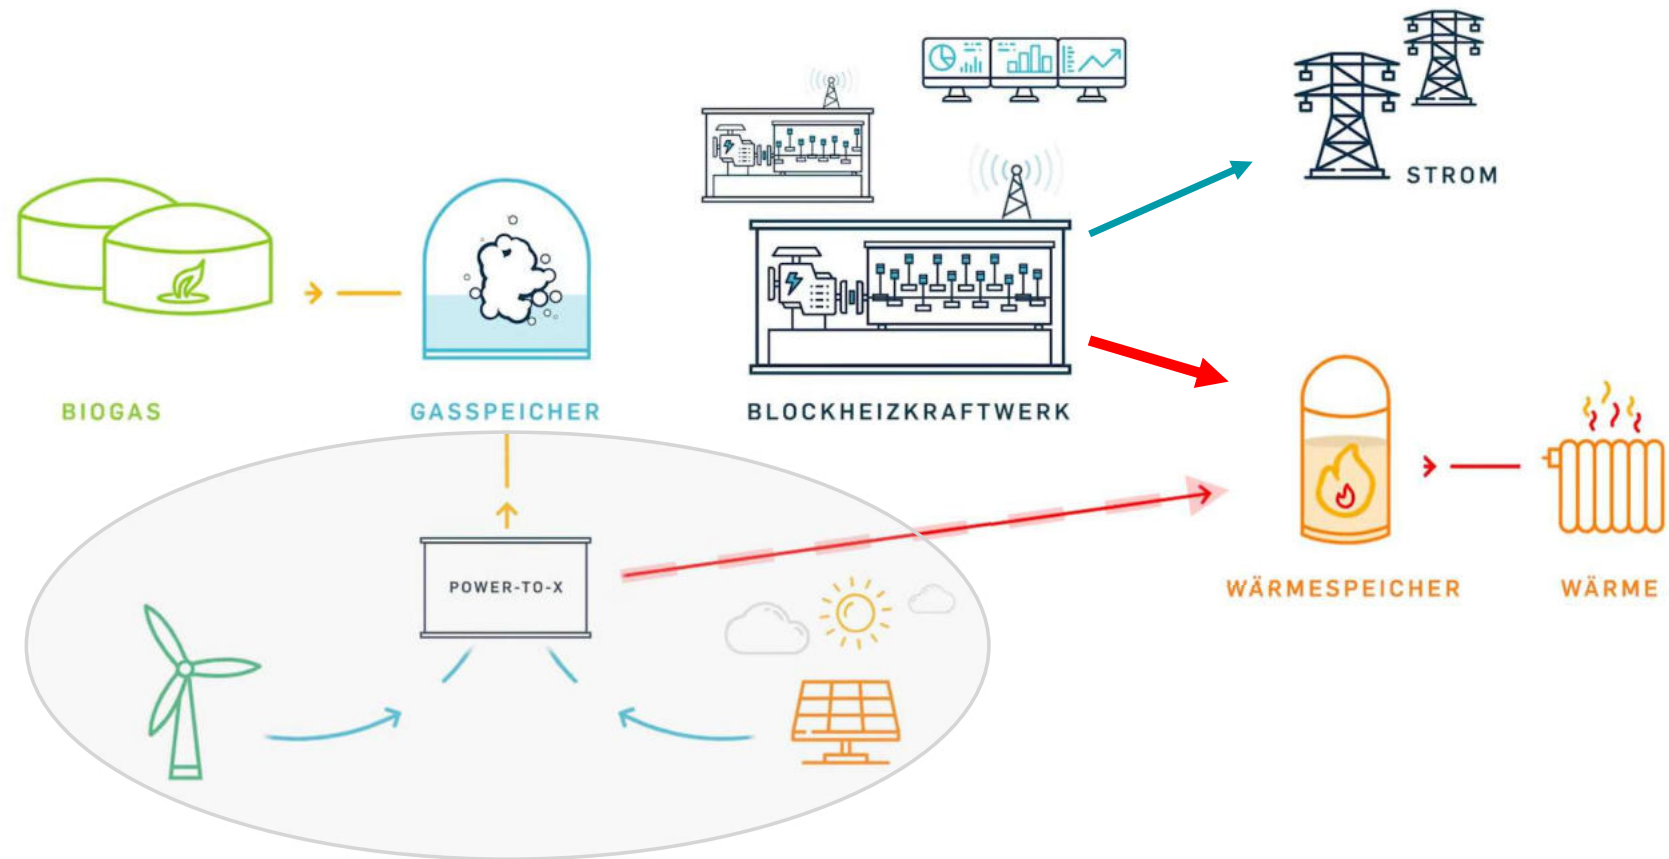 STROM
BIOGAS
GASSPEICHER
BLOCKHEIZKRAFTWERK
POWER-TO-X
WÄRMESPEICHER
WÄRME